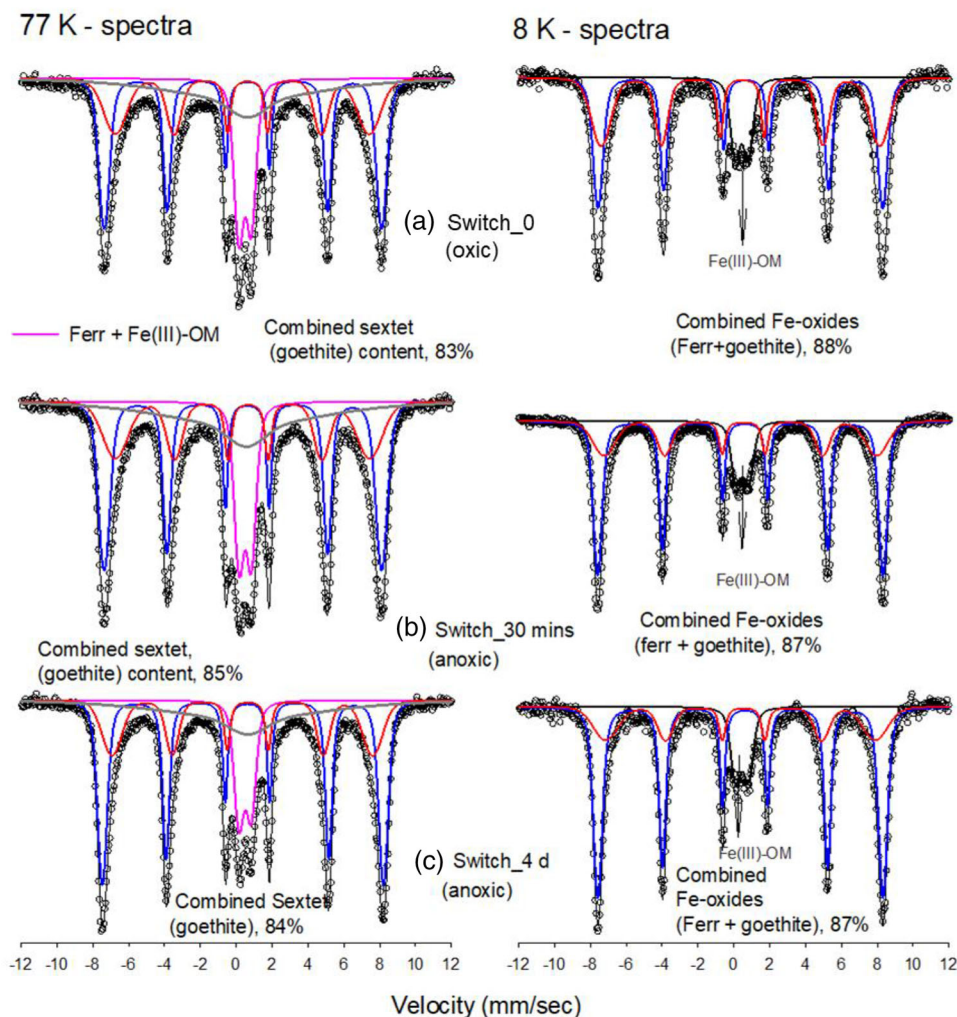 77 K - spectra
8 K - spectra
(a) Switch_0
(oxic)
Fe(III)-OM
Ferr + Fe(III)-OM
Combined sextet
(goethite) content, 83%
Combined Fe-oxides
(Ferr+goethite), 88%
Fe(III)-OM
(b) Switch_30 mins
(anoxic)
Combined sextet,
(goethite) content, 85%
Combined Fe-oxides
(ferr + goethite), 87%
(c) Switch_4 d
(anoxic)
Fe(III)-OM
Combined Sextet
(goethite), 84%
Combined
Fe-oxides
(Ferr + goethite), 87%
-12 -10 -8 -6 -4 -2 0 2 4 6 8 10 12
-12 -10 -8 -6 -4 -2 0 2 4 6 8 10 12
Velocity (mm/sec)